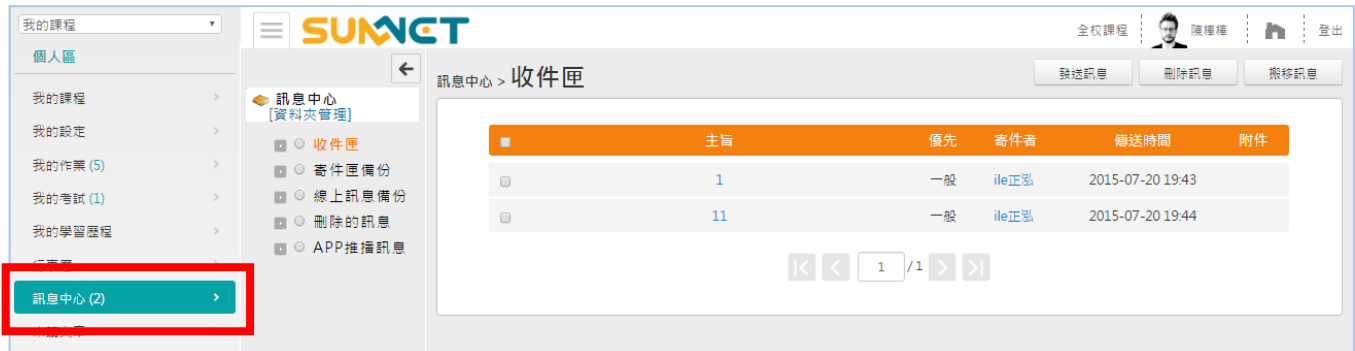 我的課程
個人區
我的課程
我的設定
我的作業 (5)
我的考試 (1)
我的學習歷程
行事曆
訊息中心 (2)
SUNNET
全校課程
陳棒棒
登出
訊息中心
[資料夾管理]
收件匣
寄件匣備份
線上訊息備份
刪除的訊息
APP推播訊息
訊息中心 > 收件匣
發送訊息 刪除訊息 搬移訊息
主旨 優先 寄件者 傳送時間 附件
1 一般 ile正泓 2015-07-20 19:43
11 一般 ile正泓 2015-07-20 19:44
1 /1